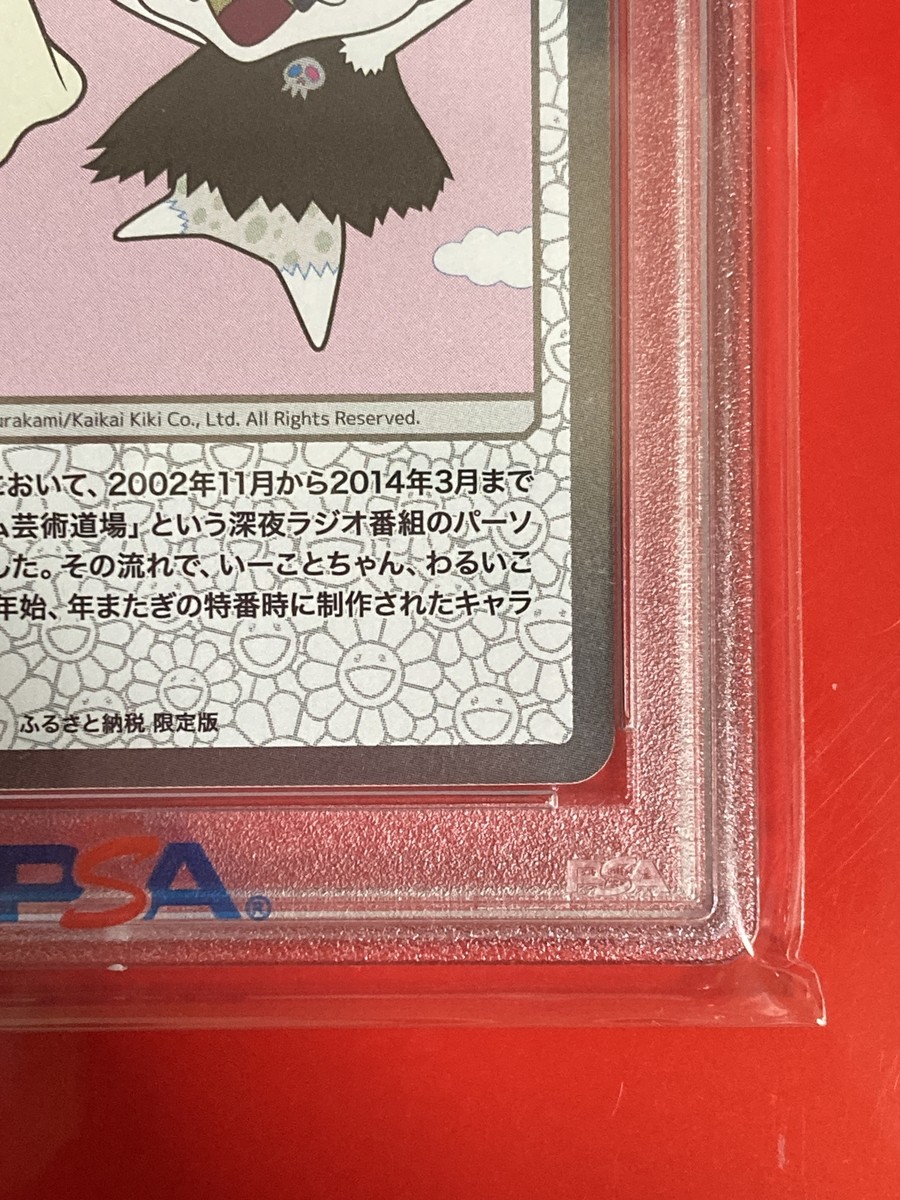 urakami/Kaikai Kiki Co., Ltd. All Rights Reserved.
において、2002年11月から2014年3月まで
ム芸術道場」という深夜ラジオ番組のパーソ
した。その流れで、いーことちゃん、わるいこ
年始、年またぎの特番時に制作されたキャラ
ふるさと納税 限定版
PSA®
PSA